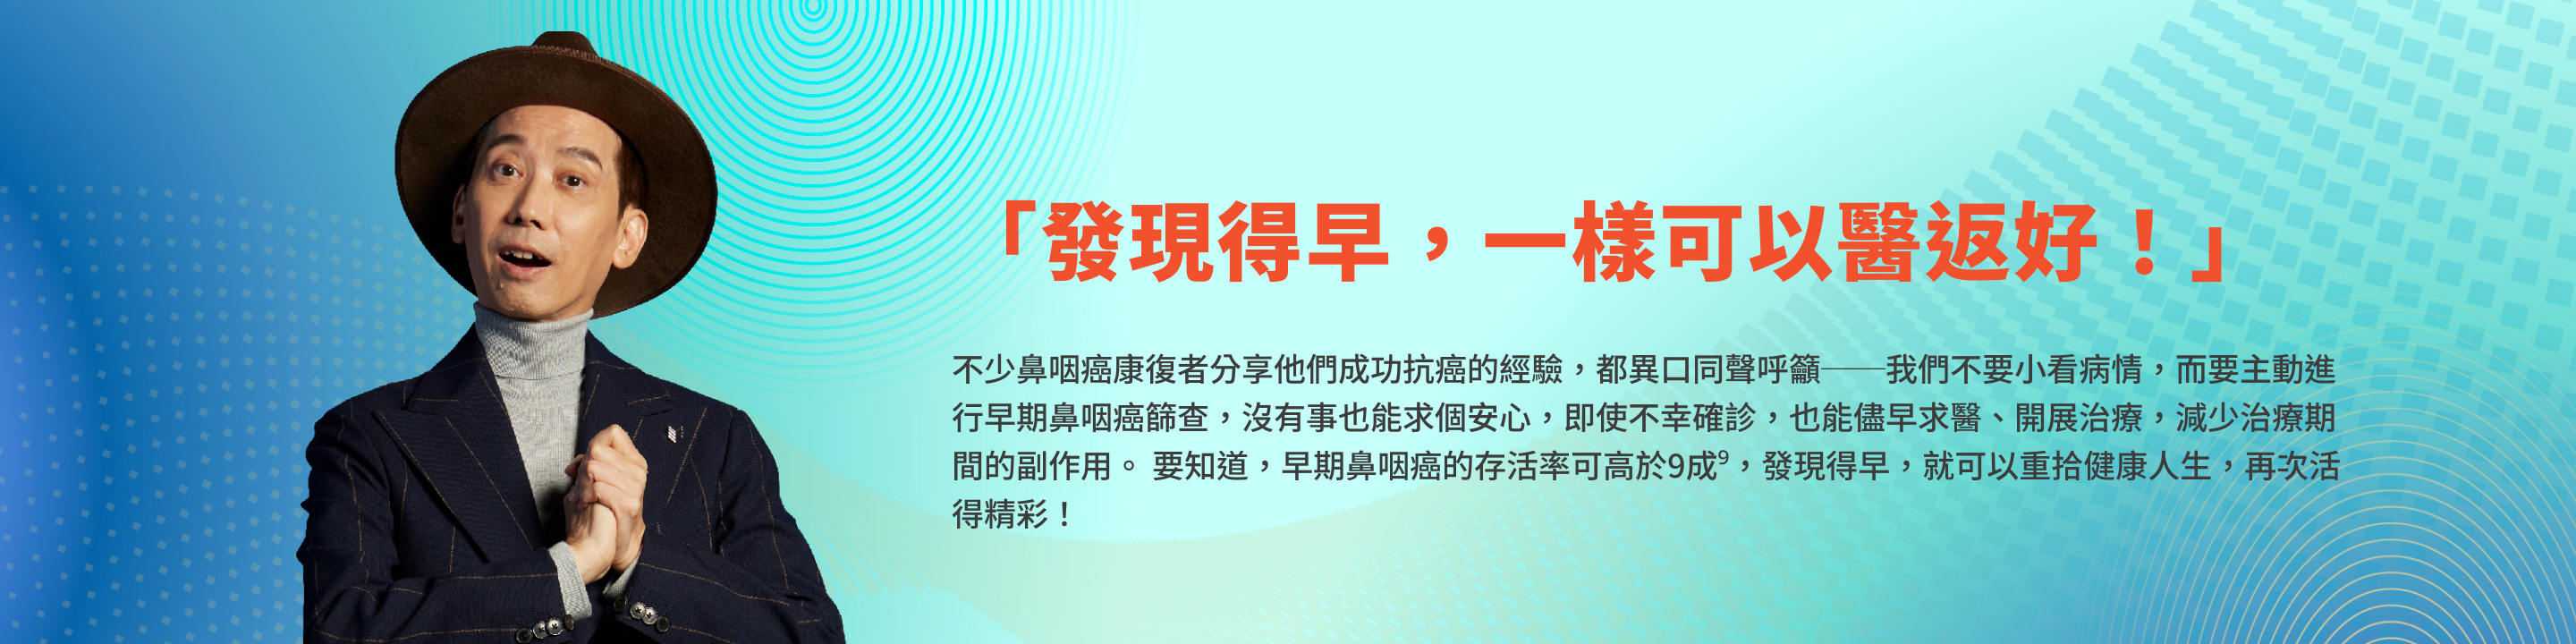 「發現得早，一樣可以醫返好！」
不少鼻咽癌康復者分享他們成功抗癌的經驗，都異口同聲呼籲──我們不要小看病情，而要主動進
行早期鼻咽癌篩查，沒有事也能求個安心，即使不幸確診，也能儘早求醫、開展治療，減少治療期
間的副作用。 要知道，早期鼻咽癌的存活率可高於9成⁹，發現得早，就可以重拾健康人生，再次活
得精彩！